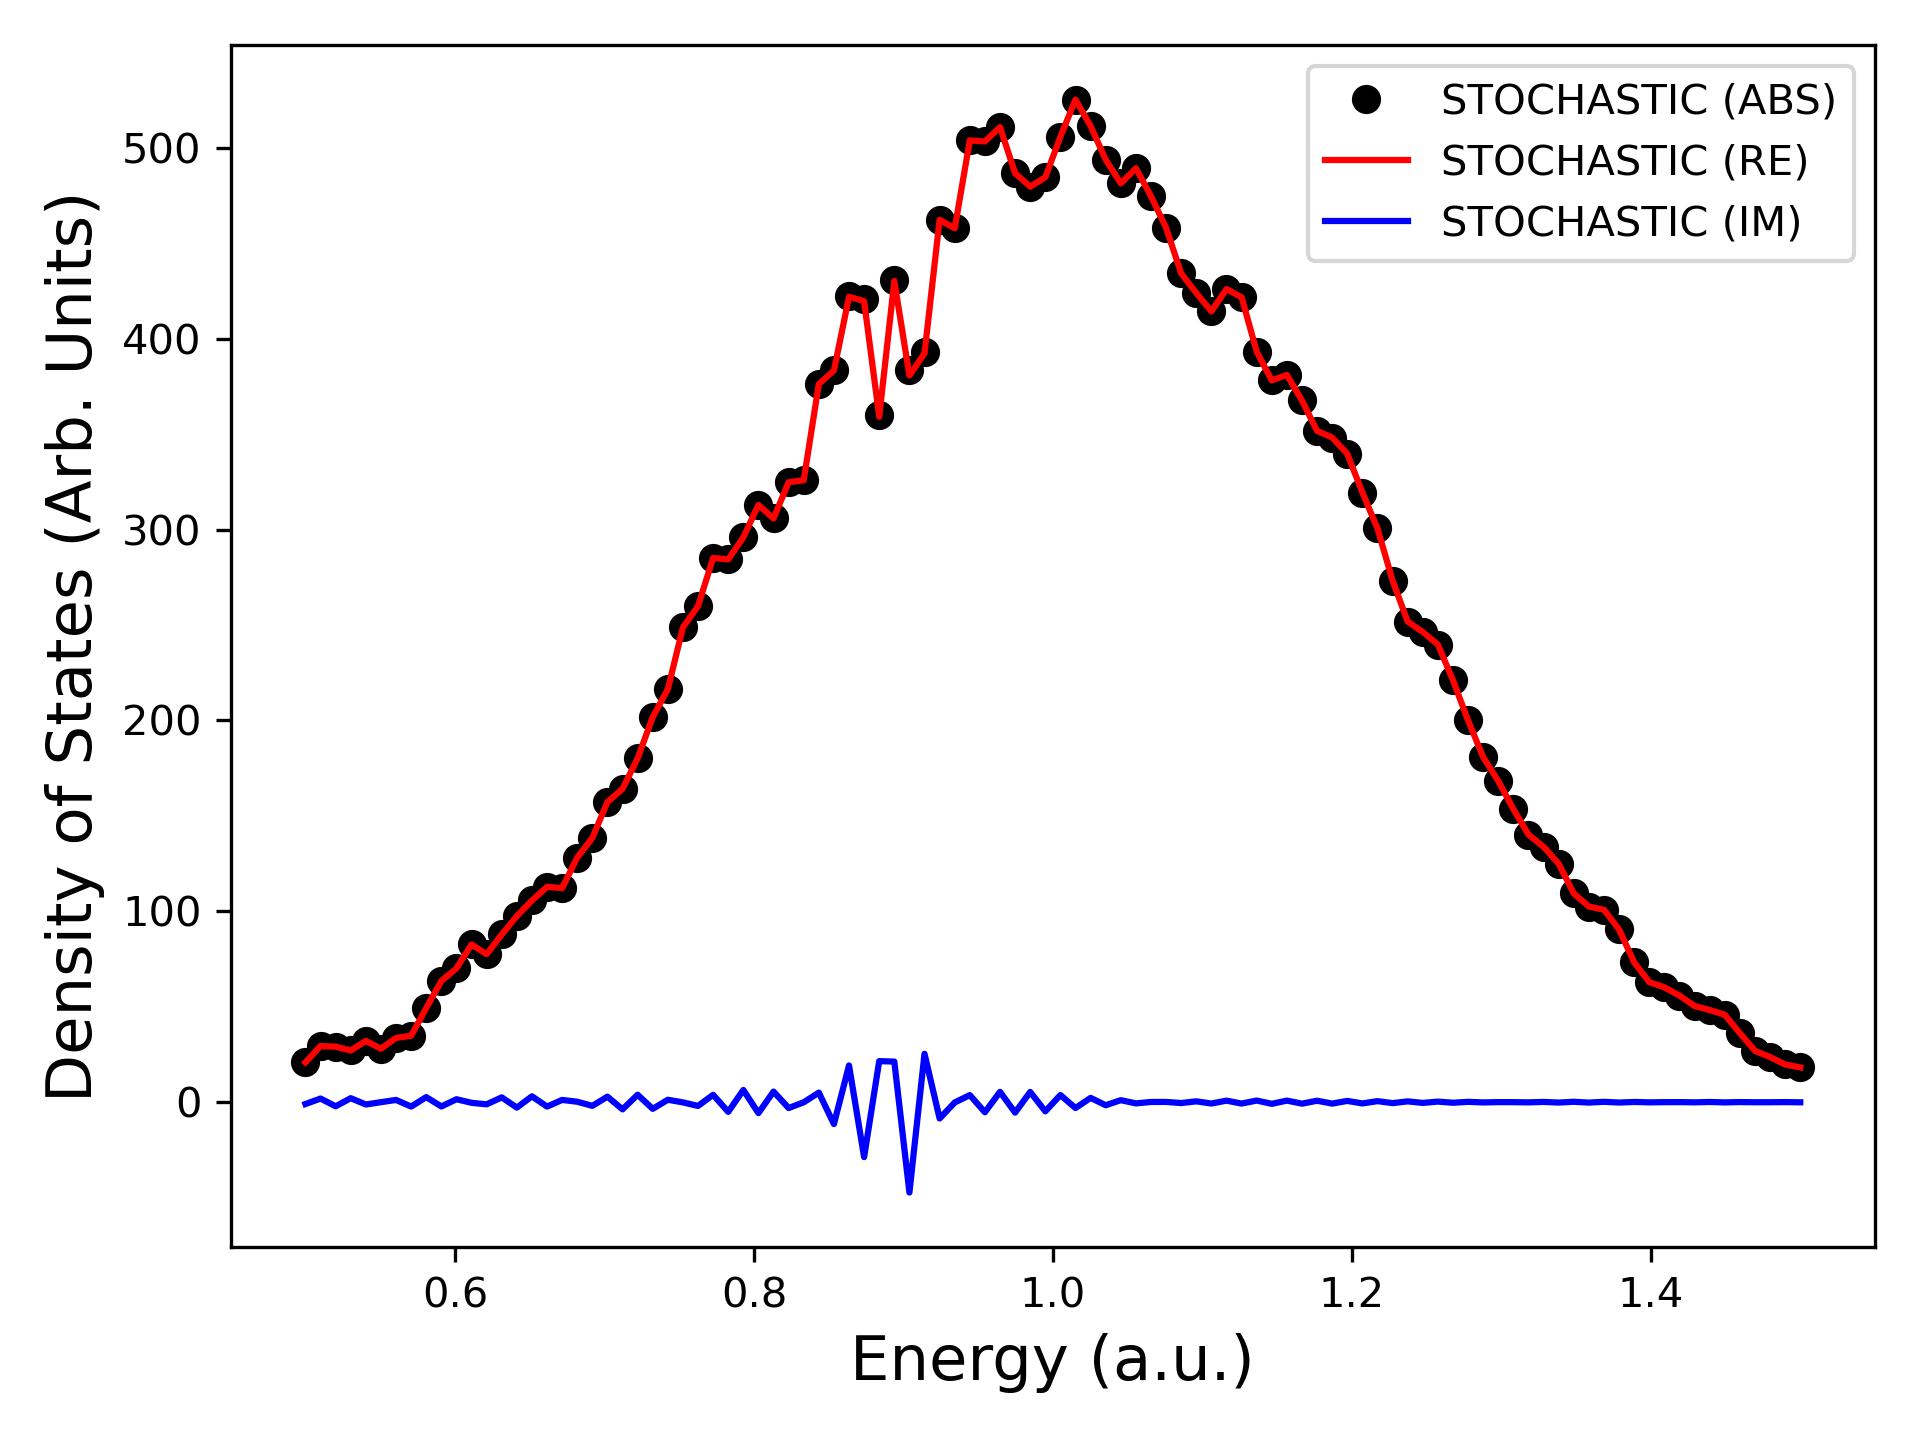 Density of States (Arb. Units)
500
400
300
200
100
0
STOCHASTIC (ABS)
STOCHASTIC (RE)
STOCHASTIC (IM)
0.6 0.8 1.0 1.2 1.4
Energy (a.u.)